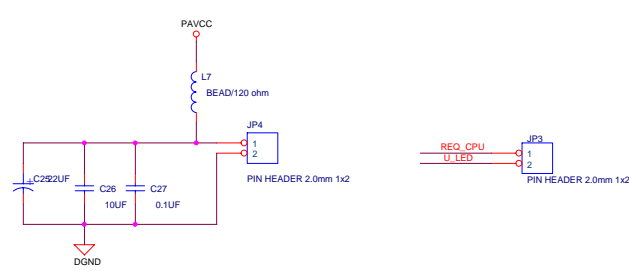 PAVCC
L7
BEAD/120 ohm
JP4
1
2
PIN HEADER 2.0mm 1x2
C25
22UF
C26
10UF
C27
0.1UF
DGND
JP3
REQ_CPU
1
U_LED
2
PIN HEADER 2.0mm 1x2